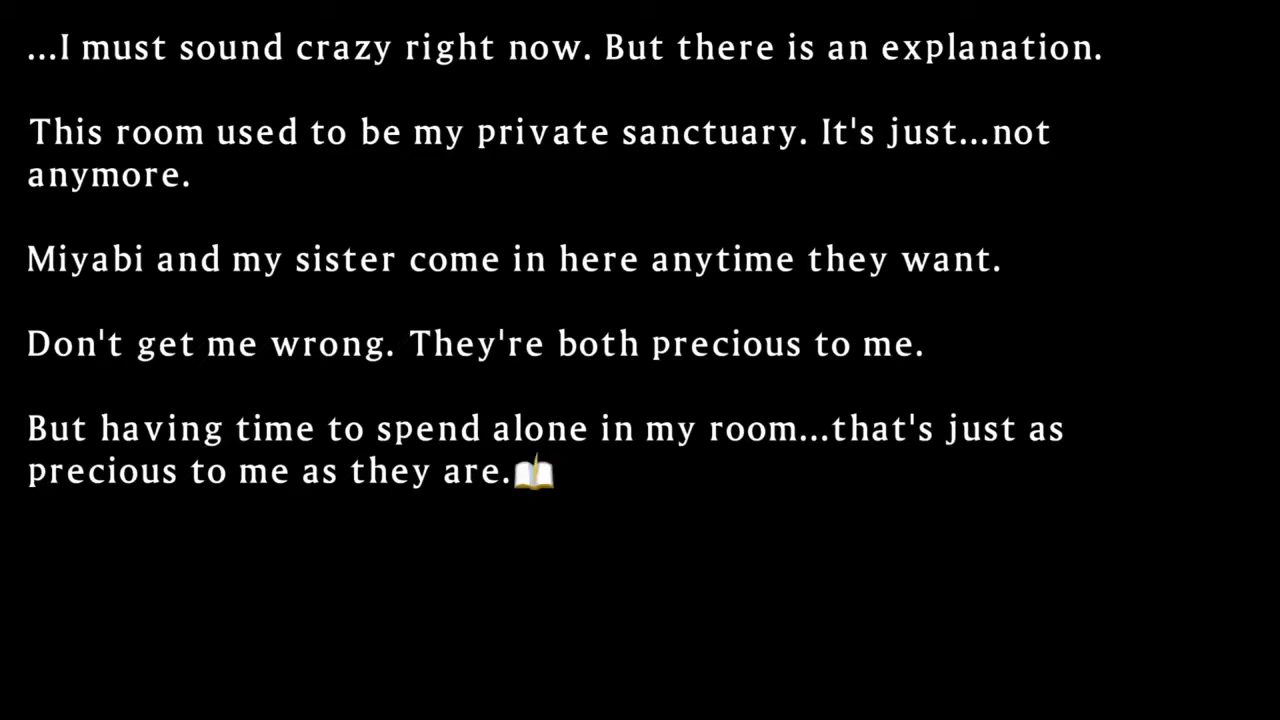 ...I must sound crazy right now. But there is an explanation.
This room used to be my private sanctuary. It's just...not
anymore.
Miyabi and my sister come in here anytime they want.
Don't get me wrong. They're both precious to me.
But having time to spend alone in my room...that's just as
precious to me as they are.